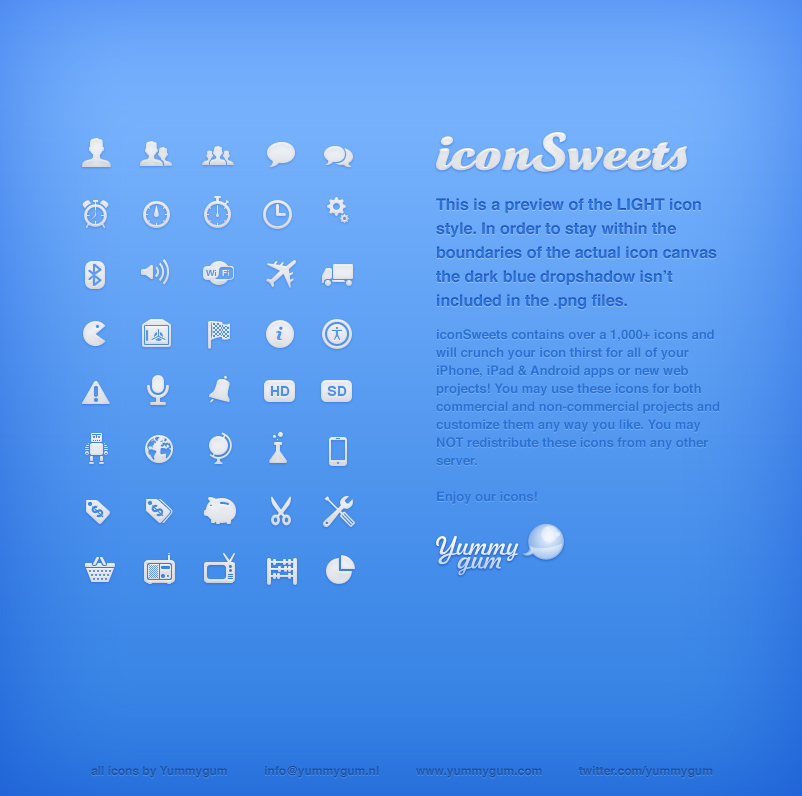 iconSweets
This is a preview of the LIGHT icon
style. In order to stay within the
boundaries of the actual icon canvas
the dark blue dropshadow isn't
included in the .png files.
iconSweets contains over a 1,000+ icons and
will crunch your icon thirst for all of your
iPhone, iPad & Android apps or new web
projects! You may use these icons for both
commercial and non-commercial projects and
customize them any way you like. You may
NOT redistribute these icons from any other
server.
Enjoy our icons!
Yummy
gum
Wi Fi
i
HD SD
all icons by Yummygum info@yummygum.nl www.yummygum.com twitter.com/yummygum